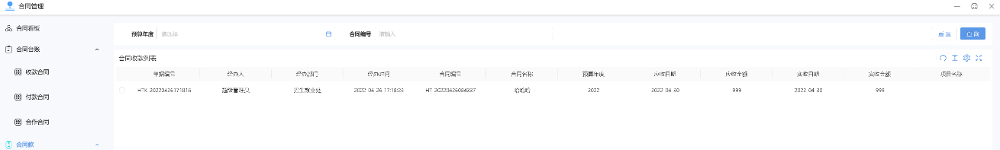 合同管理
合同看板
预算年度 请选择
合同编号 请输入
重置 查询
合同台账
合同收款列表
单据编号 经办人 经办部门 经办时间 合同编号 合同名称 预算年度 应收日期 应收金额 实收日期 实收金额 项目名称
HTK-20220426171816 超级管理员 招生就业处 2022-04-26 17:18:23 HT-20220426084337 哈哈哈 2022 2022-04-30 999 2022-04-30 999
收款合同
付款合同
合作合同
合同款